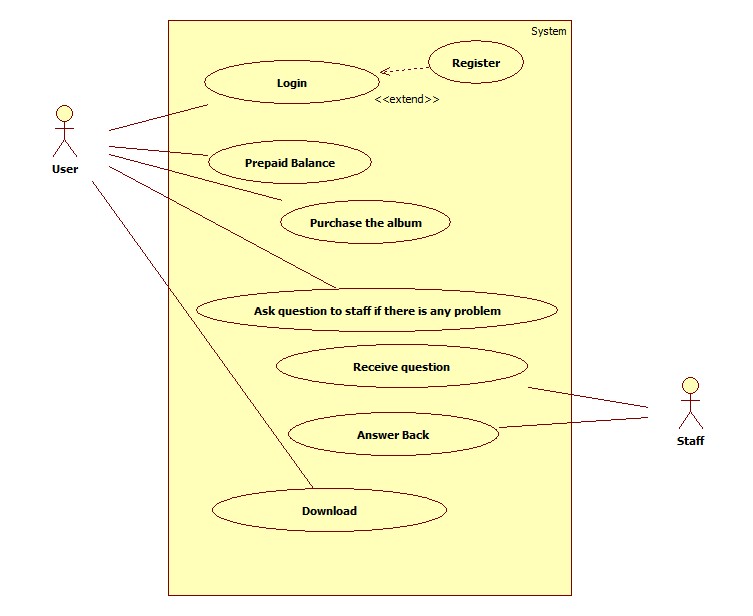 System
Register
Login
<<extend>>
User
Prepaid Balance
Purchase the album
Ask question to staff if there is any problem
Receive question
Answer Back
Staff
Download